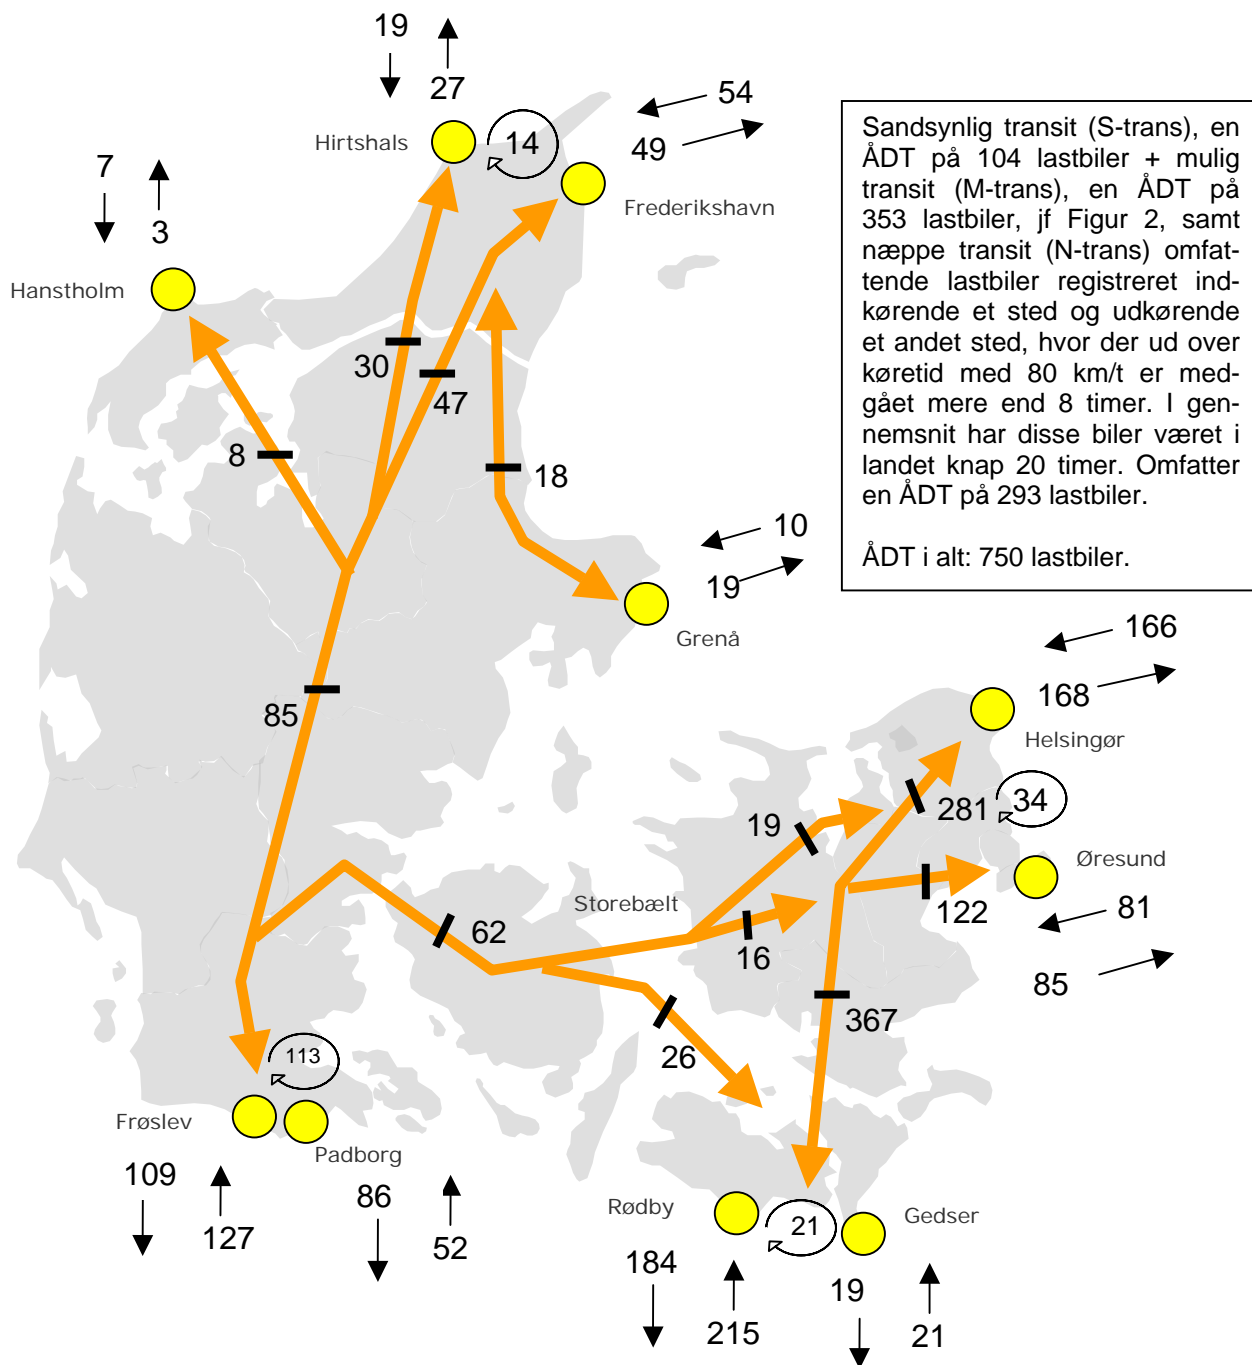 19
27
54
49
Hirtshals
14
Frederikshavn
7
3
Hanstholm
Sandsynlig transit (S-trans), en
ÅDT på 104 lastbiler + mulig
transit (M-trans), en ÅDT på
353 lastbiler, jf Figur 2, samt
næppe transit (N-trans) omfat-
tende lastbiler registreret ind-
kørende et sted og udkørende
et andet sted, hvor der ud over
køretid med 80 km/t er med-
gået mere end 8 timer. I gen-
nemsnit har disse biler været i
landet knap 20 timer. Omfatter
en ÅDT på 293 lastbiler.
ÅDT i alt: 750 lastbiler.
30
47
8
18
10
19
Grenå
166
168
Helsingør
85
281
34
19
Øresund
Storebælt
122
81
62
16
85
367
26
113
Frøslev
Padborg
109
127
86
52
Rødby
21
Gedser
184
215
19
21